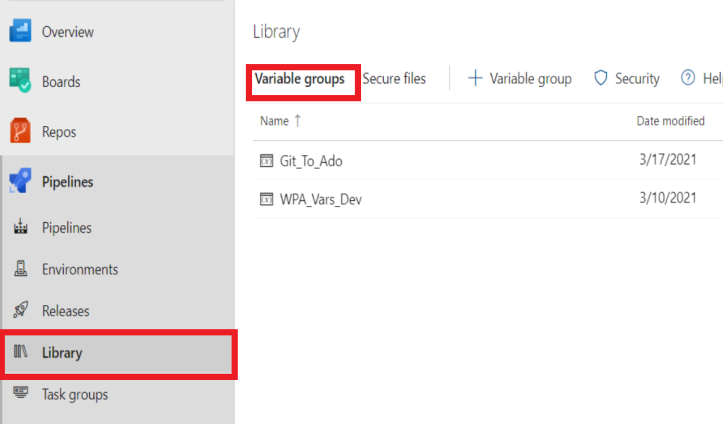 Overview
Boards
Repos
Pipelines
Pipelines
Environments
Releases
Library
Task groups
Library
Variable groups Secure files + Variable group Security ? Hel
Name ↑ Date modified
Git_To_Ado 3/17/2021
WPA_Vars_Dev 3/10/2021